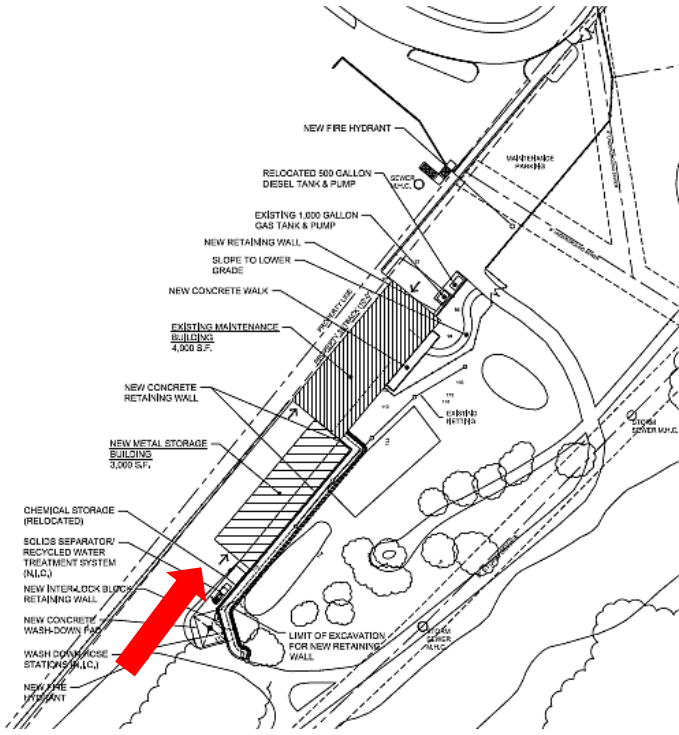 NEW FIRE HYDRANT
MAINTENANCE
PARKING
RELOCATED 500 GALLON
DIESEL TANK & PUMP
SEWER
M.H.C.
EXISTING 1,000 GALLON
GAS TANK & PUMP
NEW RETAINING WALL
SLOPE TO LOWER
GRADE
NEW CONCRETE WALK
PROPERTY LINE
EXISTING MAINTENANCE
BUILDING
4,000 S.F.
NEW CONCRETE
RETAINING WALL
EXISTING
NETTING
STORM
SEWER M.H.C.
NEW METAL STORAGE
BUILDING
3,000 S.F.
CHEMICAL STORAGE
(RELOCATED)
SOLIDS SEPARATOR/
RECYCLED WATER
TREATMENT SYSTEM
(N.I.C.)
NEW INTER-LOCK BLOCK
RETAINING WALL
NEW CONCRETE
WASH-DOWN PAD
LIMIT OF EXCAVATION
FOR NEW RETAINING
WALL
STORM
SEWER
M.H.C.
WASH DOWN HOSE
STATIONS (N.I.C.)
NEW FIRE
HYDRANT